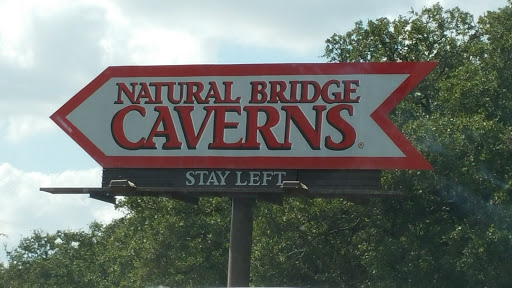 NATURAL BRIDGE
CAVERNS®
STAY LEFT